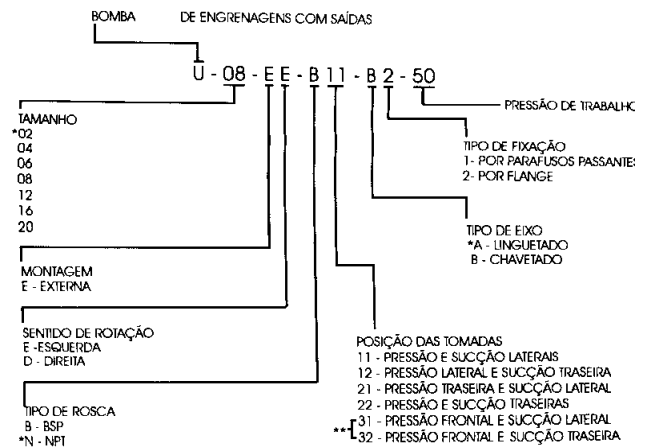 BOMBA DE ENGRENAGENS COM SAÍDAS
U - 08 - E E - B 11 - B 2 - 50
PRESSÃO DE TRABALHO
TAMANHO
*02
04
06
08
12
16
20
TIPO DE FIXAÇÃO
1- POR PARAFUSOS PASSANTES
2- POR FLANGE
TIPO DE EIXO
*A - LINGUETADO
B - CHAVETADO
MONTAGEM
E - EXTERNA
SENTIDO DE ROTAÇÃO
E -ESQUERDA
D - DIREITA
POSIÇÃO DAS TOMADAS
11 - PRESSÃO E SUCÇÃO LATERAIS
12 - PRESSÃO LATERAL E SUCÇÃO TRASEIRA
21 - PRESSÃO TRASEIRA E SUCÇÃO LATERAL
22 - PRESSÃO E SUCÇÃO TRASEIRAS
** 31 - PRESSÃO FRONTAL E SUCÇÃO LATERAL
32 - PRESSÃO FRONTAL E SUCÇÃO TRASEIRA
TIPO DE ROSCA
B - BSP
*N - NPT